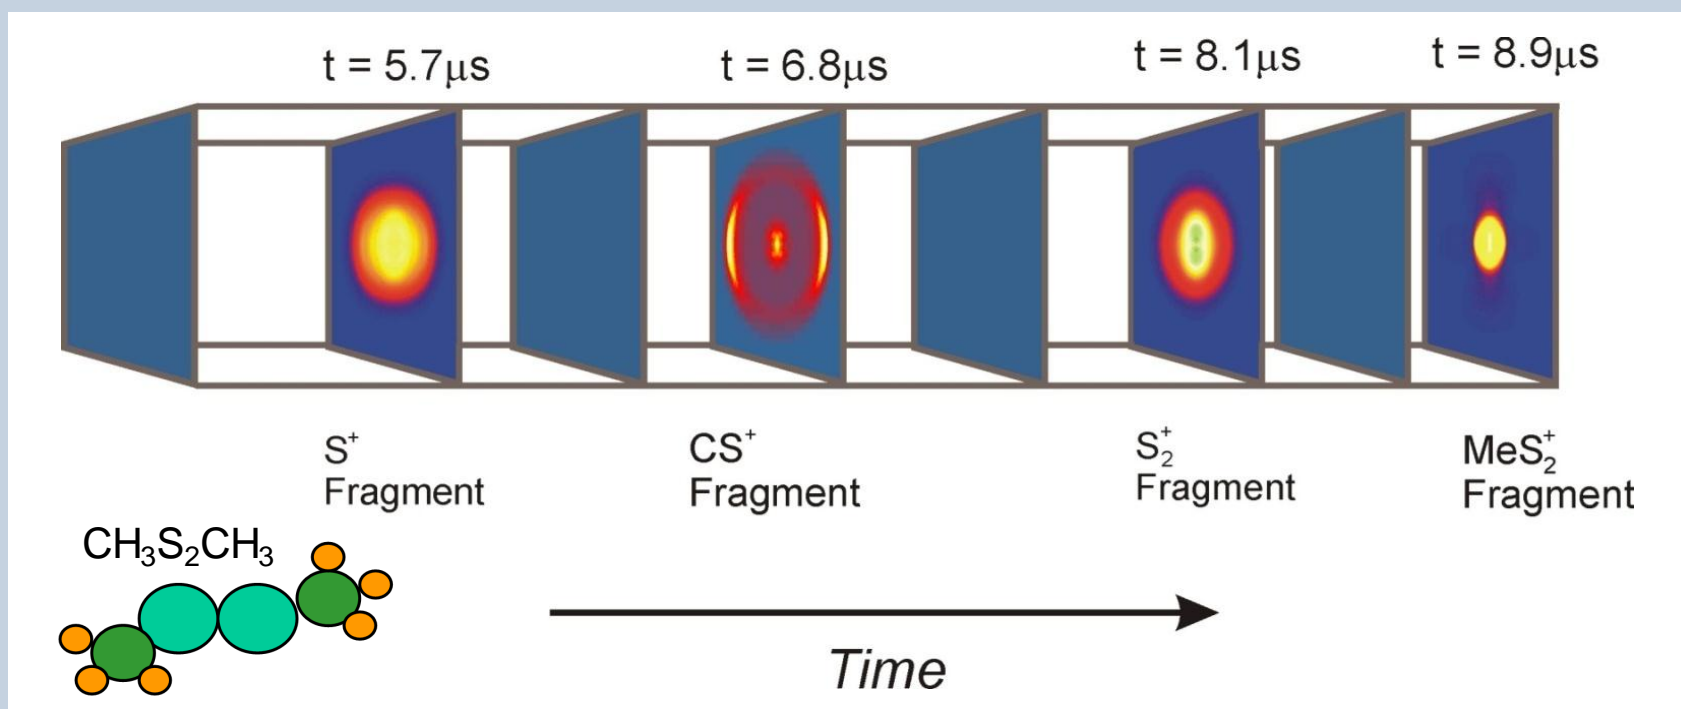 t = 5.7μs
t = 6.8μs
t = 8.1μs
t = 8.9μs
S⁺
Fragment
CS⁺
Fragment
S₂⁺
Fragment
MeS₂⁺
Fragment
CH₃S₂CH₃
Time